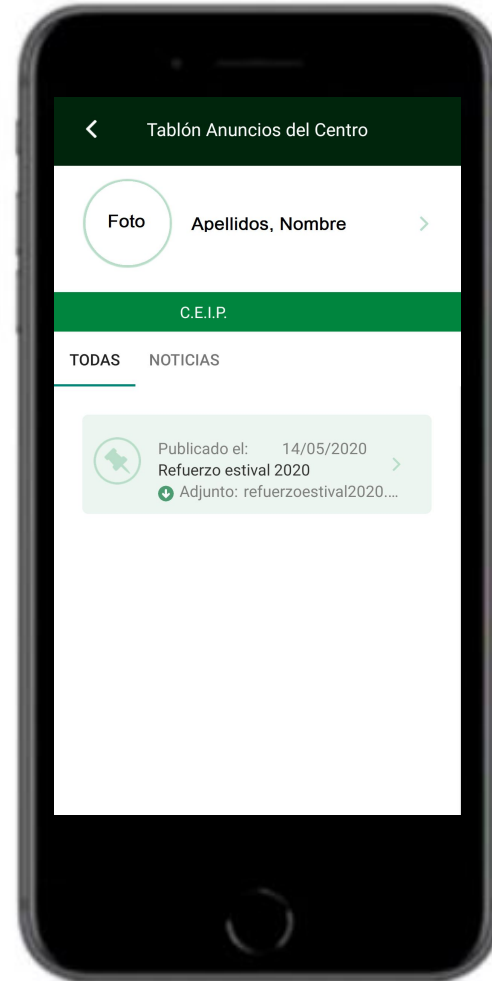 Tablón Anuncios del Centro
Foto
Apellidos, Nombre
C.E.I.P.
TODAS NOTICIAS
Publicado el: 14/05/2020
Refuerzo estival 2020
Adjunto: refuerzoestival2020....